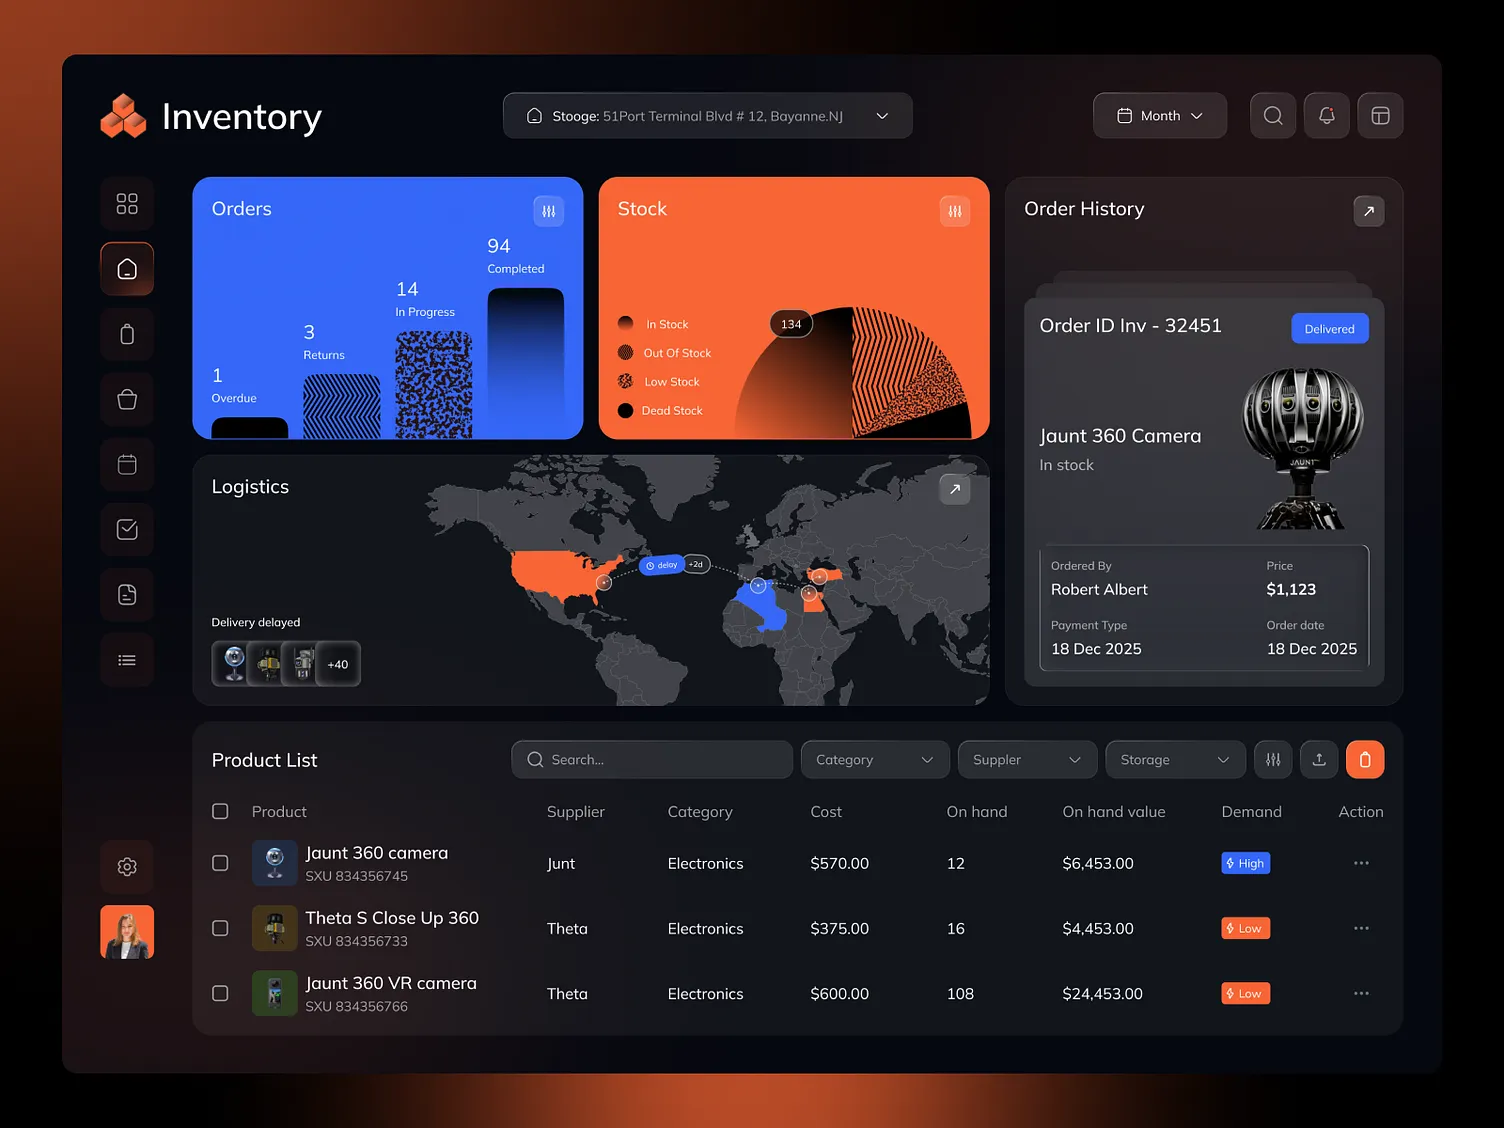 Inventory
Stooge: 51Port Terminal Blvd # 12, Bayanne.NJ
Month
Orders
94
Completed
14
In Progress
3
Returns
1
Overdue
Stock
134
In Stock
Out Of Stock
Low Stock
Dead Stock
Order History
Order ID Inv - 32451
Delivered
Jaunt 360 Camera
In stock
JAUNT
Ordered By
Price
Robert Albert
$1,123
Payment Type
Order date
18 Dec 2025
18 Dec 2025
Logistics
delay
+2d
Delivery delayed
+40
Product List
Search...
Category
Suppler
Storage
Product Supplier Category Cost On hand On hand value Demand Action
Jaunt 360 camera
SXU 834356745
Junt Electronics $570.00 12 $6,453.00 High
Theta S Close Up 360
SXU 834356733
Theta Electronics $375.00 16 $4,453.00 Low
Jaunt 360 VR camera
SXU 834356766
Theta Electronics $600.00 108 $24,453.00 Low